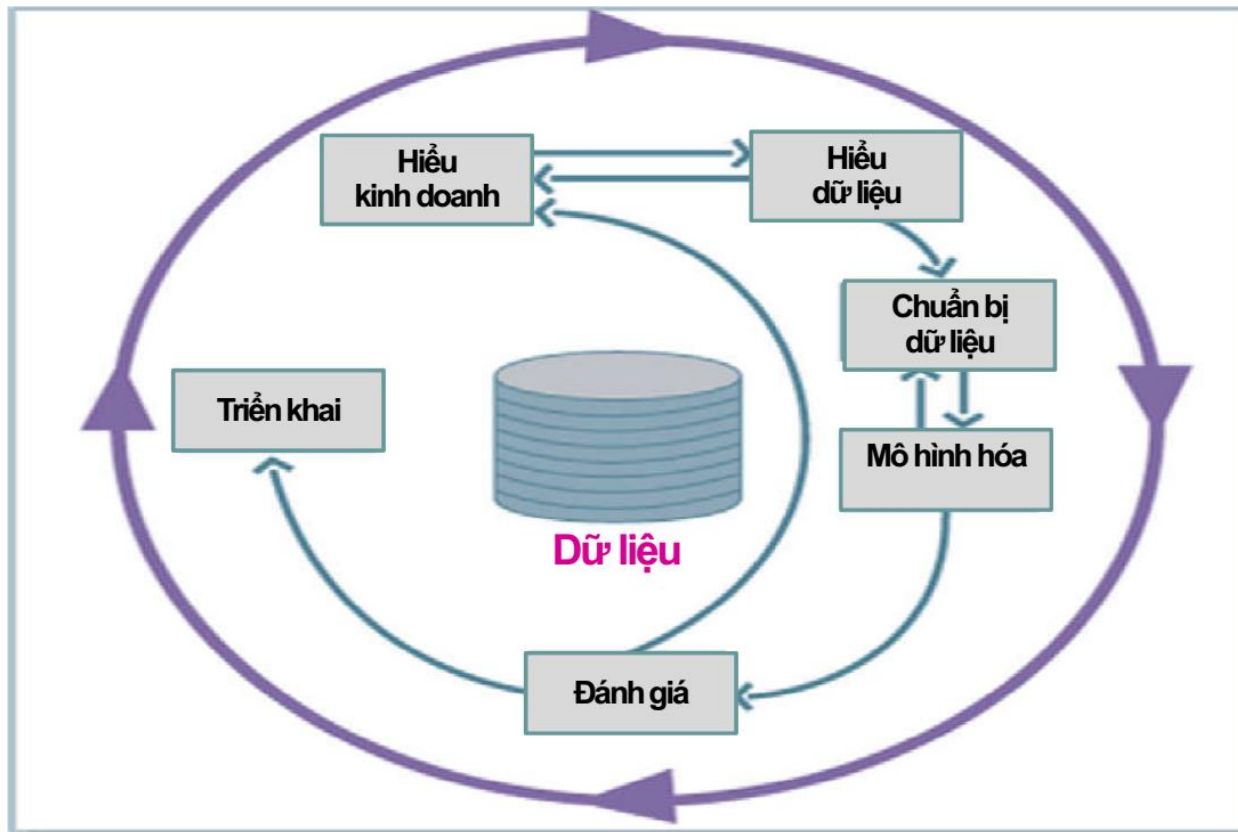 Hiểu
kinh doanh
Hiểu
dữ liệu
Chuẩn bị
dữ liệu
Triển khai
Mô hình hóa
Dữ liệu
Đánh giá